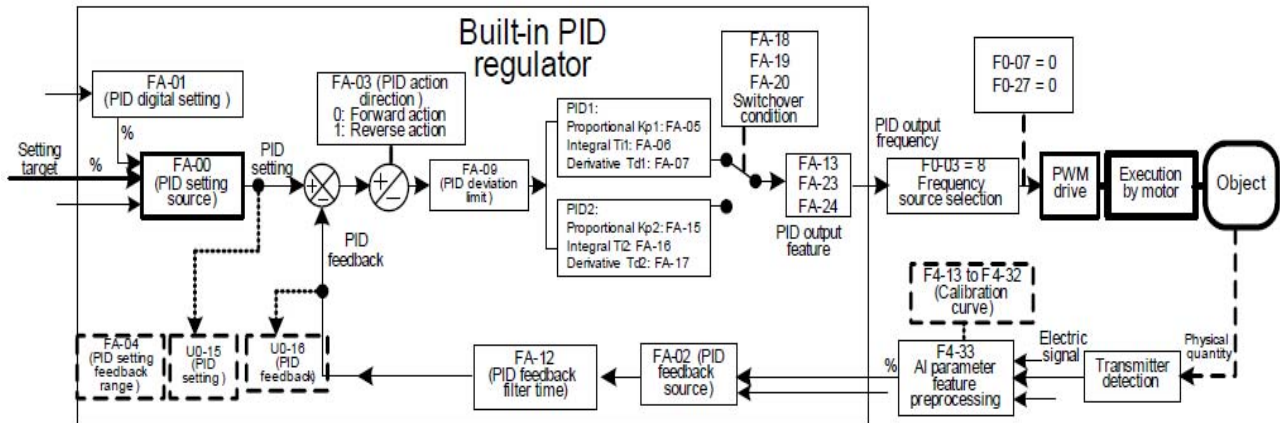 Built-in PID
regulator
FA-01
(PID digital setting )
%
Setting
target
%
FA-00
(PID setting
source)
PID
setting
FA-03 (PID action
direction )
0: Forward action
1: Reverse action
FA-09
(PID deviation
limit )
PID1:
Proportional Kp1: FA-05
Integral Ti1: FA-06
Derivative Td1: FA-07
PID2:
Proportional Kp2: FA-15
Integral Ti2: FA-16
Derivative Td2: FA-17
FA-18
FA-19
FA-20
Switchover
condition
FA-13
FA-23
FA-24
PID output
feature
PID output
frequency
F0-03 = 8
Frequency
source selection
F0-07 = 0
F0-27 = 0
PWM
drive
Execution
by motor
Object
PID
feedback
FA-04
(PID setting
feedback
range )
U0-15
(PID
setting )
U0-16
(PID
feedback )
FA-12
(PID feedback
filter time)
FA-02 (PID
feedback
source )
%
F4-13 to F4-32
(Calibration
curve )
F4-33
AI parameter
feature
preprocessing
Electric
signal
Transmitter
detection
Physical
quantity